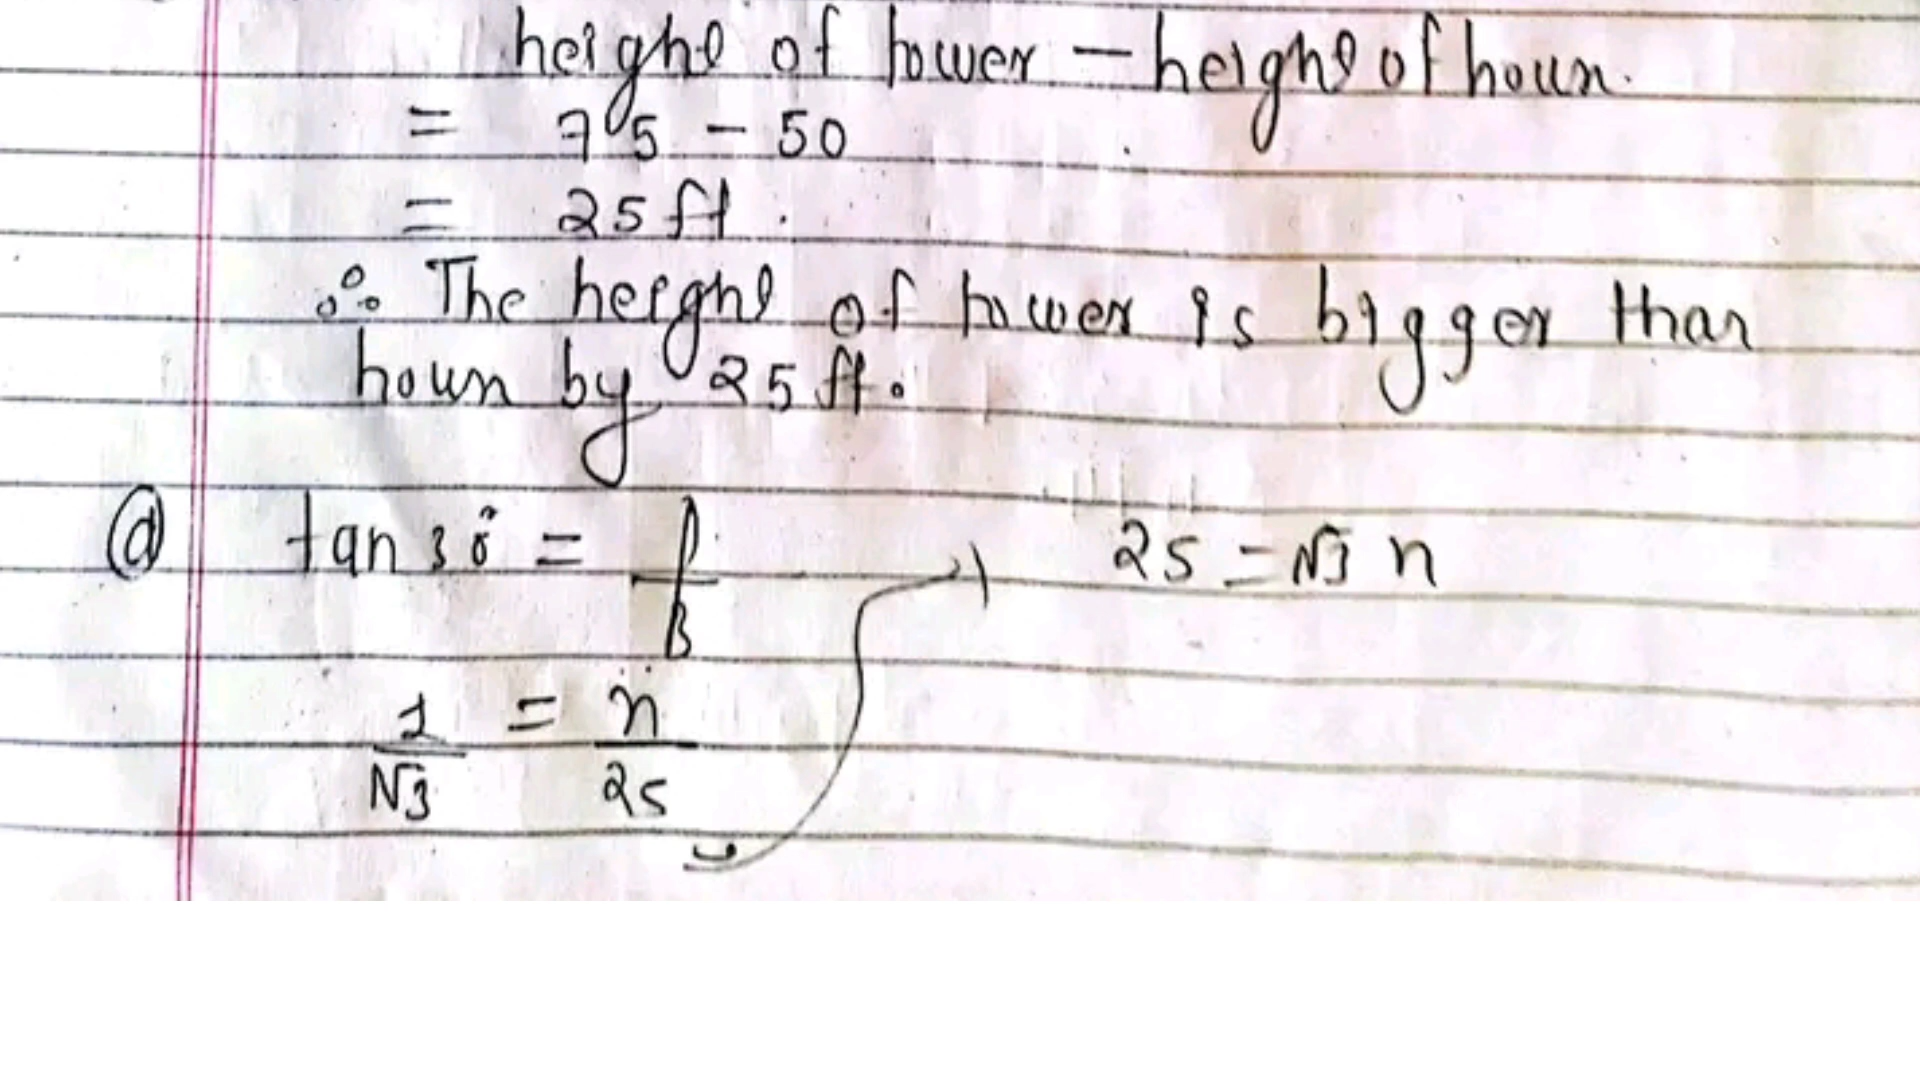 height of tower - height of house.
= 75 - 50
= 25 ft.
∴ The height of tower is bigger than
house by 25 ft.
ⓓ tan 30° = p/B
1/√3 = x/25
25 = √3 x